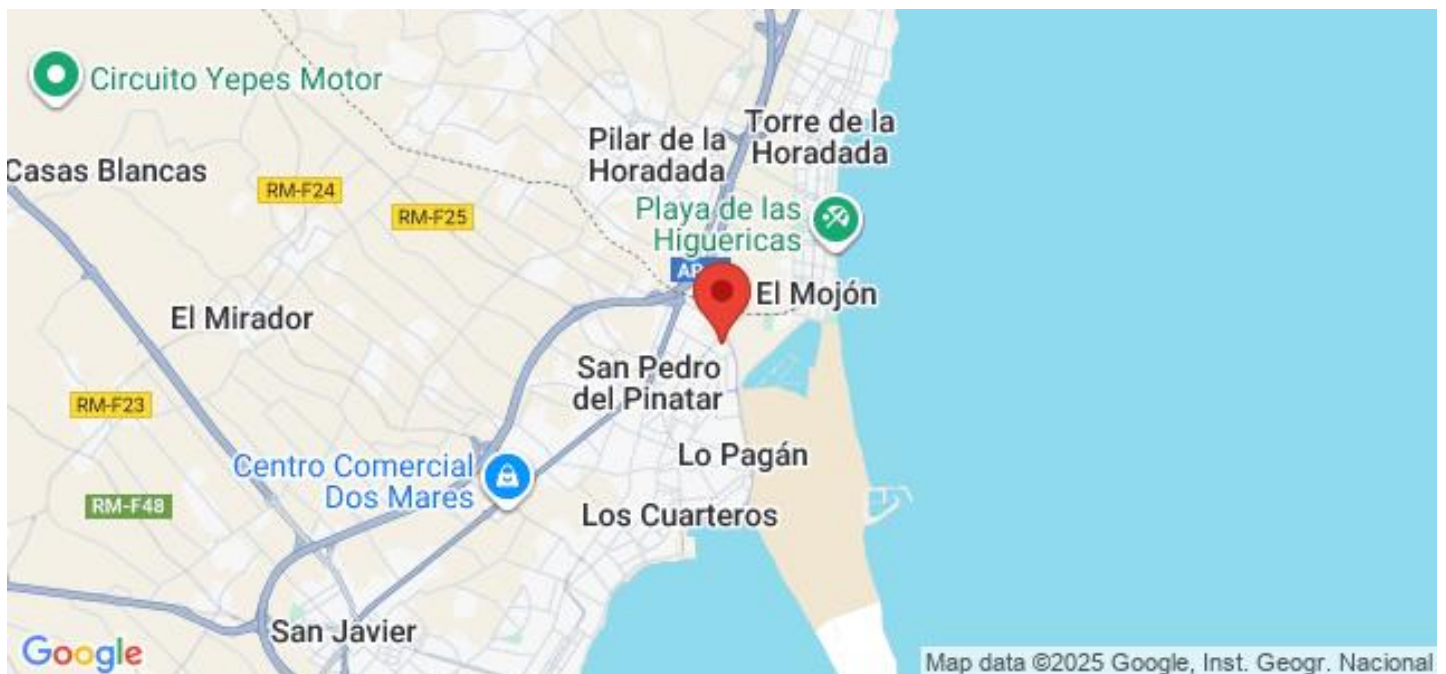 Circuito Yepes Motor
Torre de la
Horadada
Pilar de la
Horadada
Casas Blancas
RM-F24
RM-F25
Playa de las
Higuericas
El Mojón
El Mirador
San Pedro
del Pinatar
RM-F23
Lo Pagán
Centro Comercial
Dos Mares
RM-F48
Los Cuarteros
San Javier
Google
Map data ©2025 Google, Inst. Geogr. Nacional